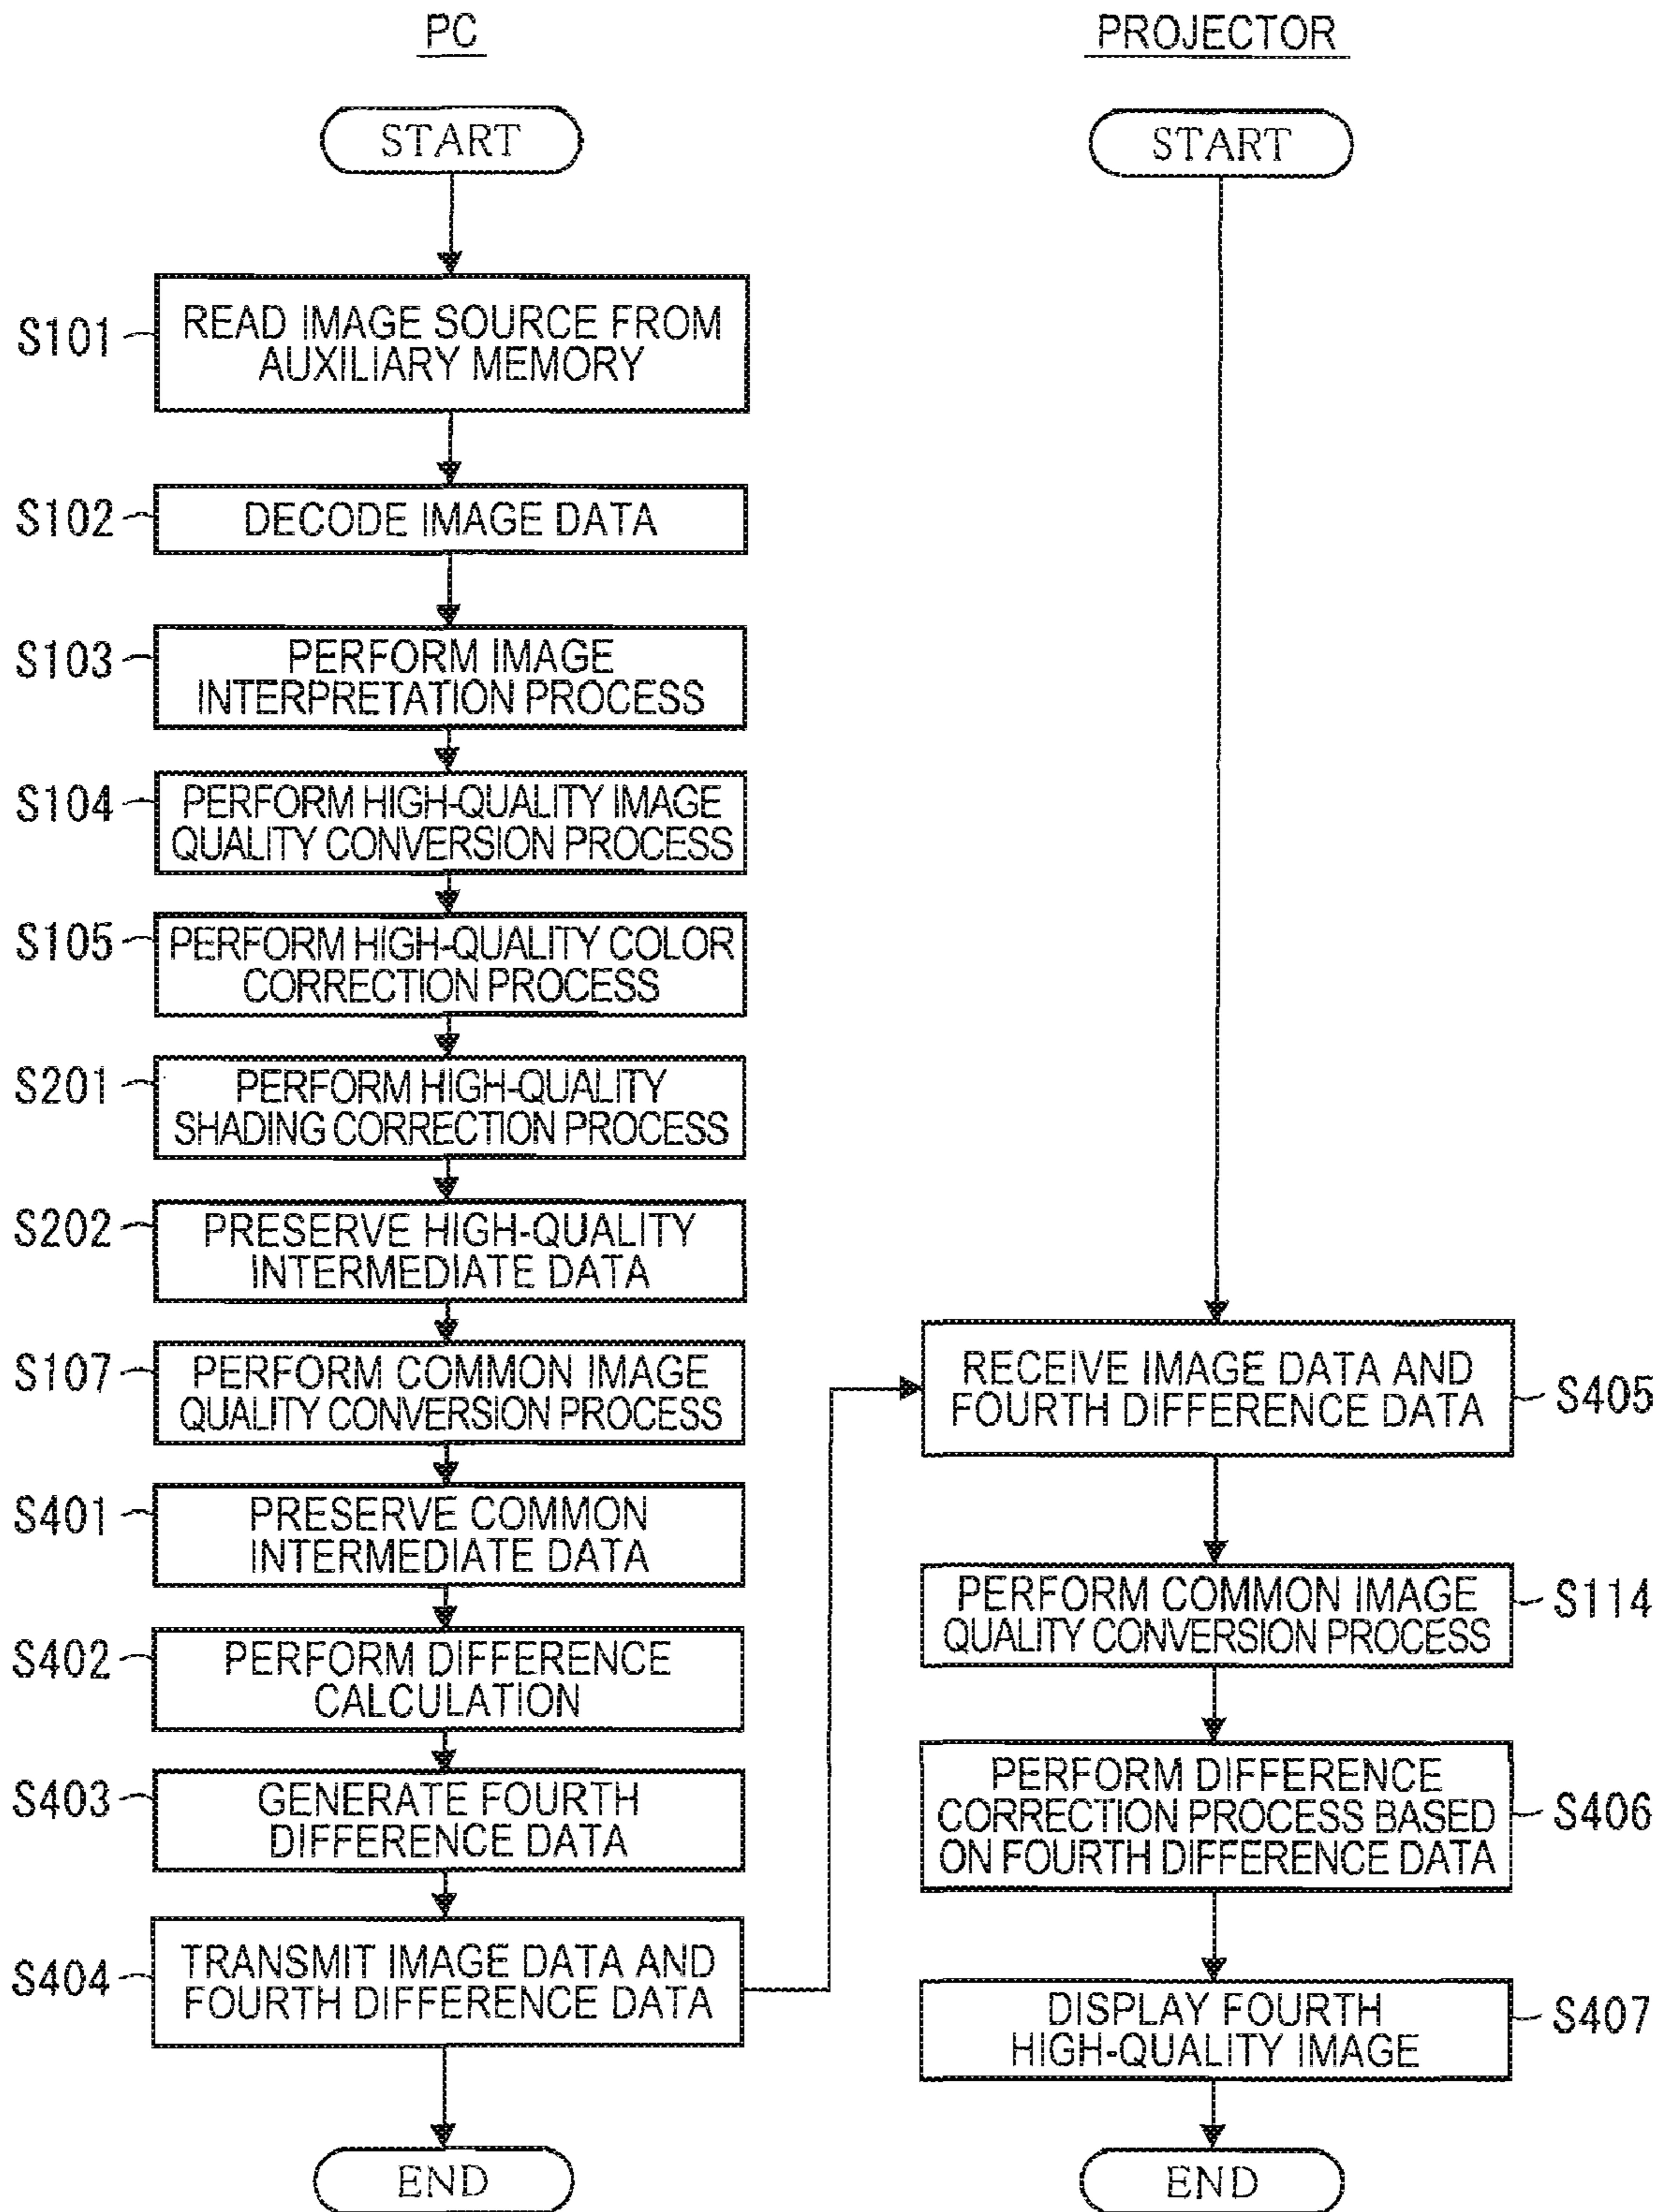 PC
START
S101
READ IMAGE SOURCE FROM
AUXILIARY MEMORY
S102
DECODE IMAGE DATA
S103
PERFORM IMAGE
INTERPRETATION PROCESS
S104
PERFORM HIGH-QUALITY IMAGE
QUALITY CONVERSION PROCESS
S105
PERFORM HIGH-QUALITY COLOR
CORRECTION PROCESS
S201
PERFORM HIGH-QUALITY
SHADING CORRECTION PROCESS
S202
PRESERVE HIGH-QUALITY
INTERMEDIATE DATA
S107
PERFORM COMMON IMAGE
QUALITY CONVERSION PROCESS
S401
PRESERVE COMMON
INTERMEDIATE DATA
S402
PERFORM DIFFERENCE
CALCULATION
S403
GENERATE FOURTH
DIFFERENCE DATA
S404
TRANSMIT IMAGE DATA AND
FOURTH DIFFERENCE DATA
END
PROJECTOR
START
RECEIVE IMAGE DATA AND
FOURTH DIFFERENCE DATA
S405
PERFORM COMMON IMAGE
QUALITY CONVERSION PROCESS
S114
PERFORM DIFFERENCE
CORRECTION PROCESS BASED
ON FOURTH DIFFERENCE DATA
S406
DISPLAY FOURTH
HIGH-QUALITY IMAGE
S407
END